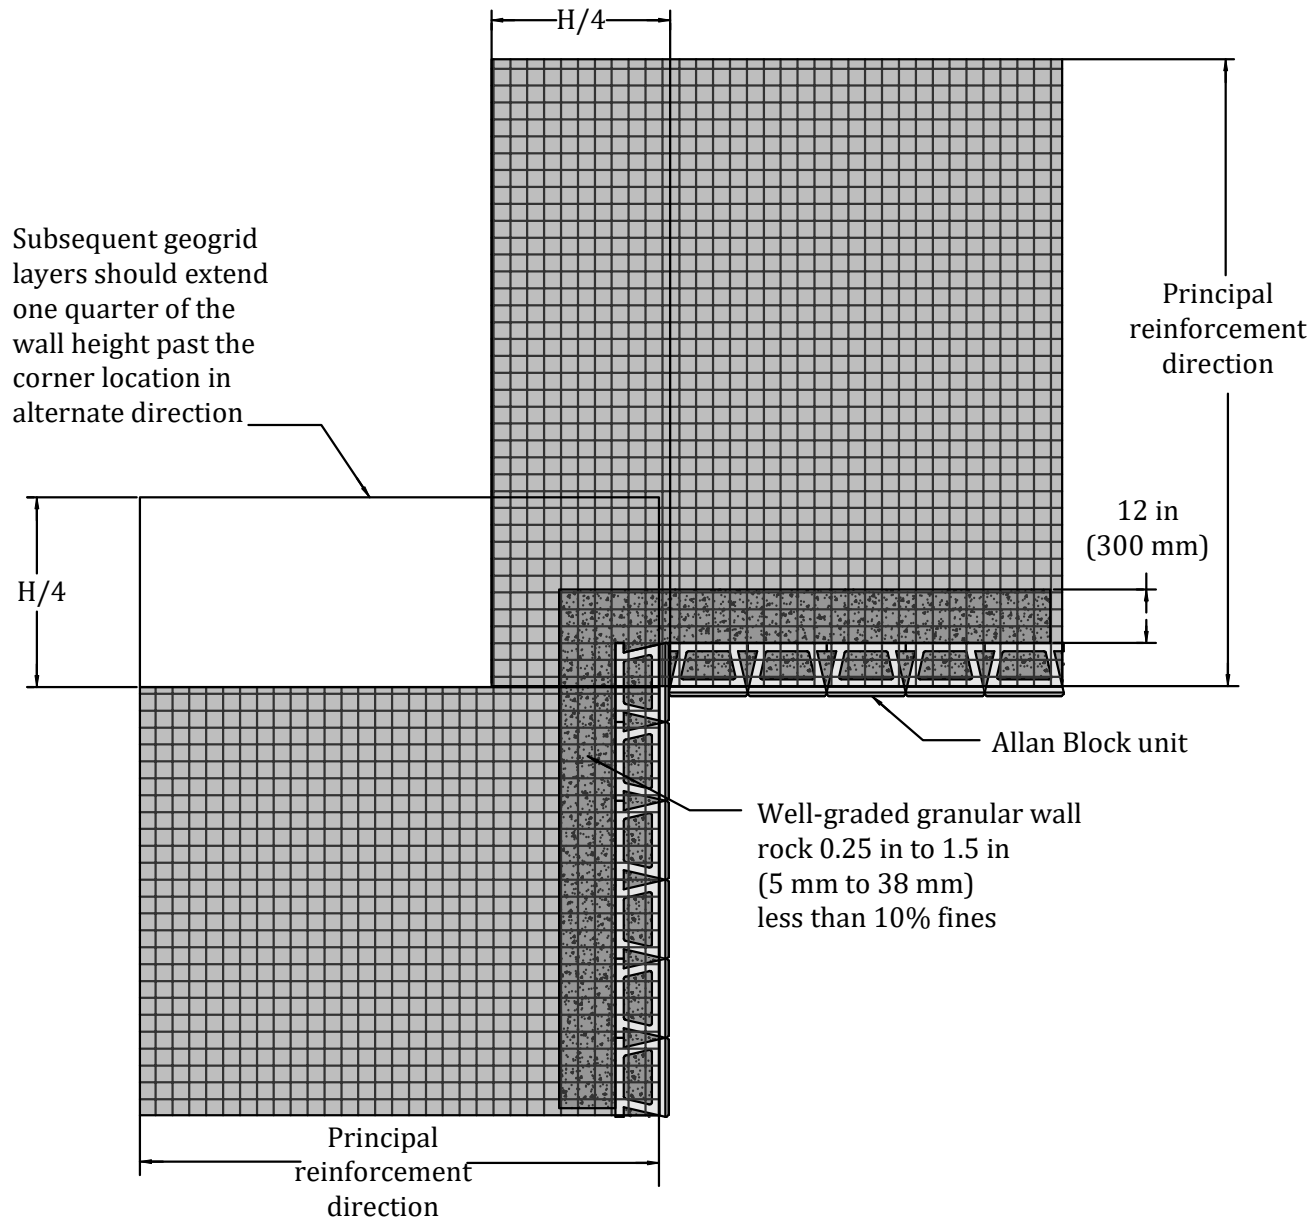 H/4
Subsequent geogrid
layers should extend
one quarter of the
wall height past the
corner location in
alternate direction
Principal
reinforcement
direction
12 in
(300 mm)
H/4
Allan Block unit
Well-graded granular wall
rock 0.25 in to 1.5 in
(5 mm to 38 mm)
less than 10% fines
Principal
reinforcement
direction